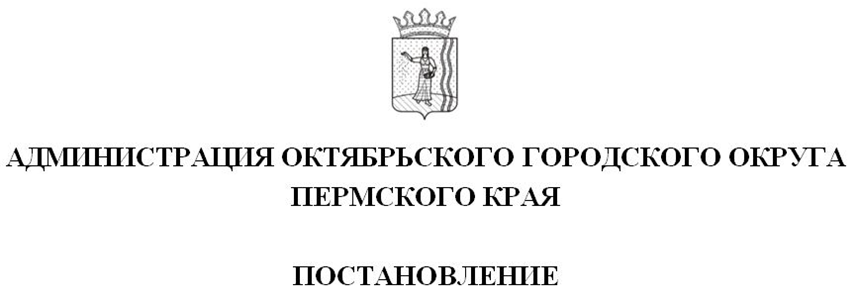 АДМИНИСТРАЦИЯ ОКТЯБРЬСКОГО ГОРОДСКОГО ОКРУГА
ПЕРМСКОГО КРАЯ
ПОСТАНОВЛЕНИЕ